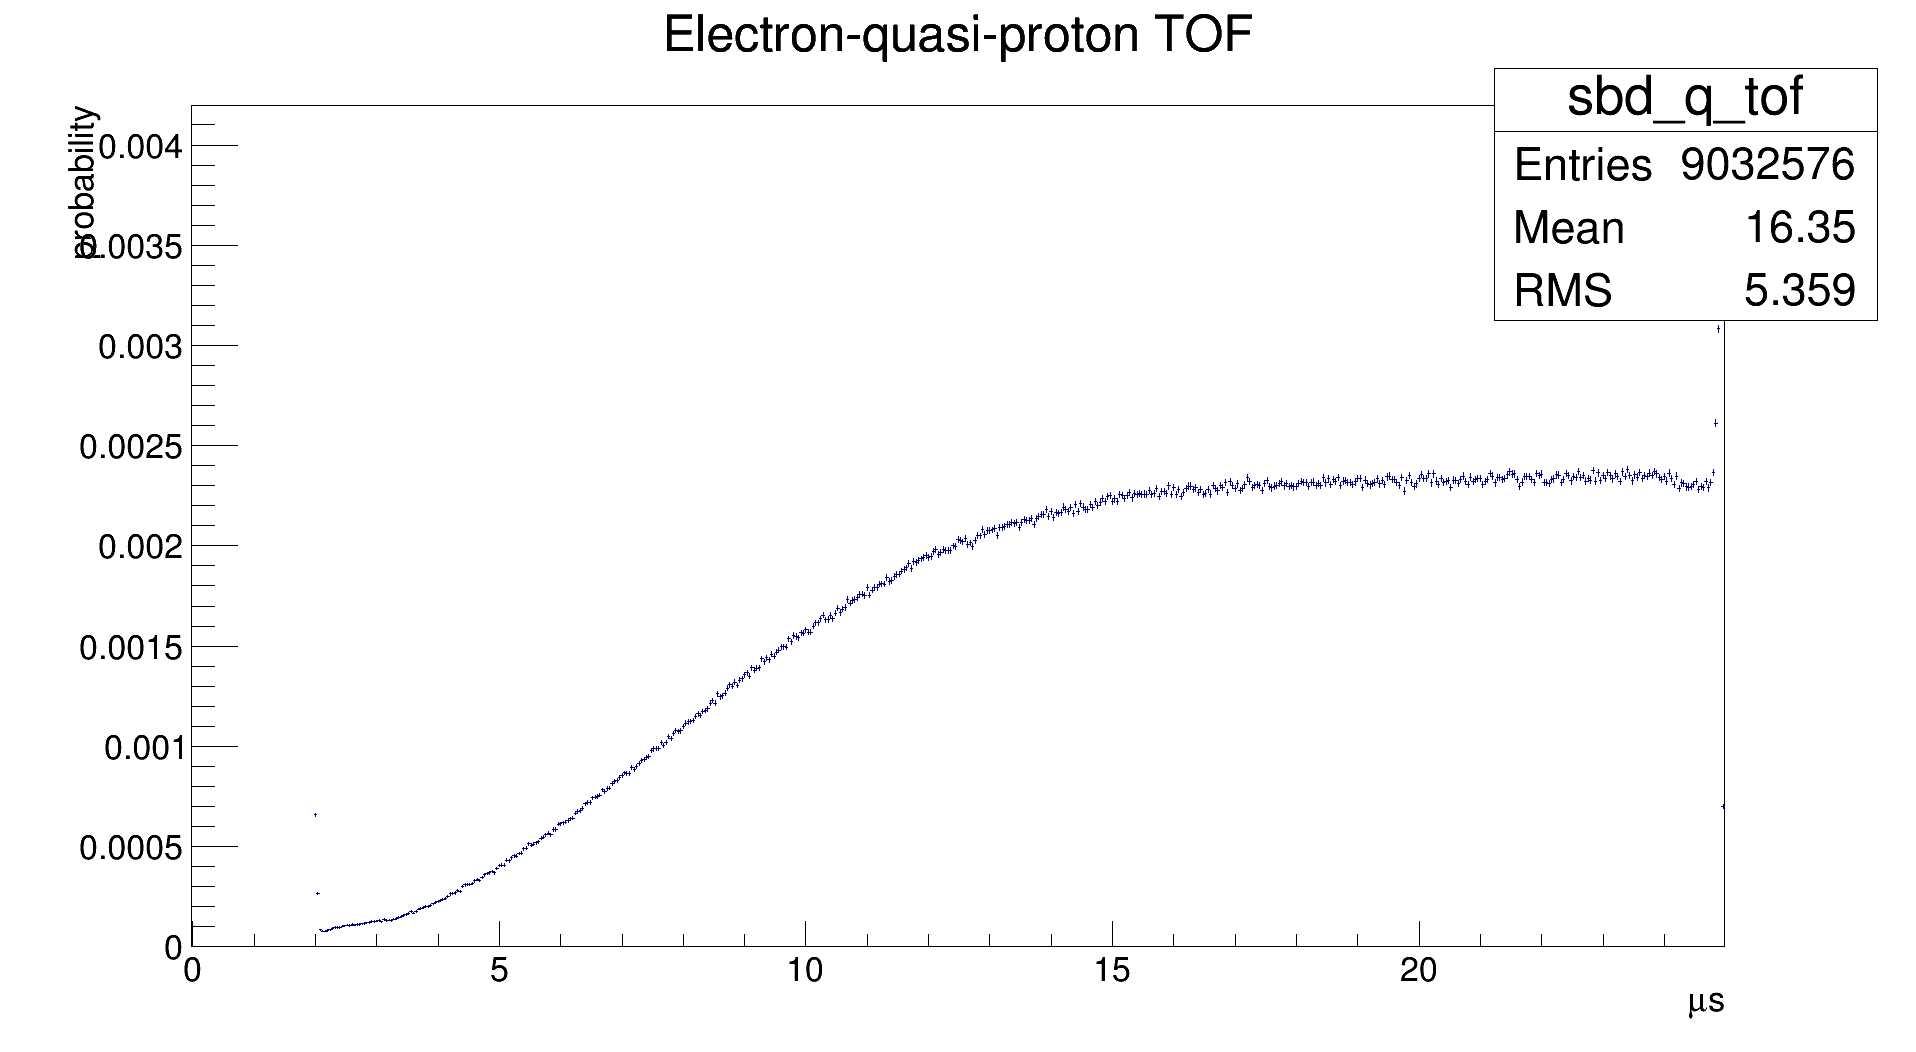 Electron-quasi-proton TOF
sbd_q_tof
Entries 9032576
Mean 16.35
RMS 5.359
probability
0.004
0.0035
0.003
0.0025
0.002
0.0015
0.001
0.0005
0
0 5 10 15 20
μs